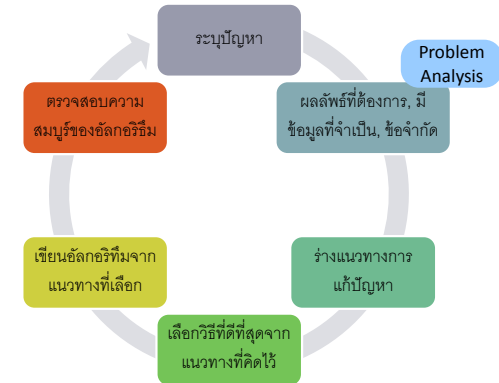 ระบุปัญหา
Problem
Analysis
ผลลัพธ์ที่ต้องการ, มี
ข้อมูลที่จำเป็น, ข้อจำกัด
ร่างแนวทางการ
แก้ปัญหา
เลือกวิธีที่ดีที่สุดจาก
แนวทางที่คิดไว้
เขียนอัลกอริทึมจาก
แนวทางที่เลือก
ตรวจสอบความ
สมบูร์ของอัลกอริธึม